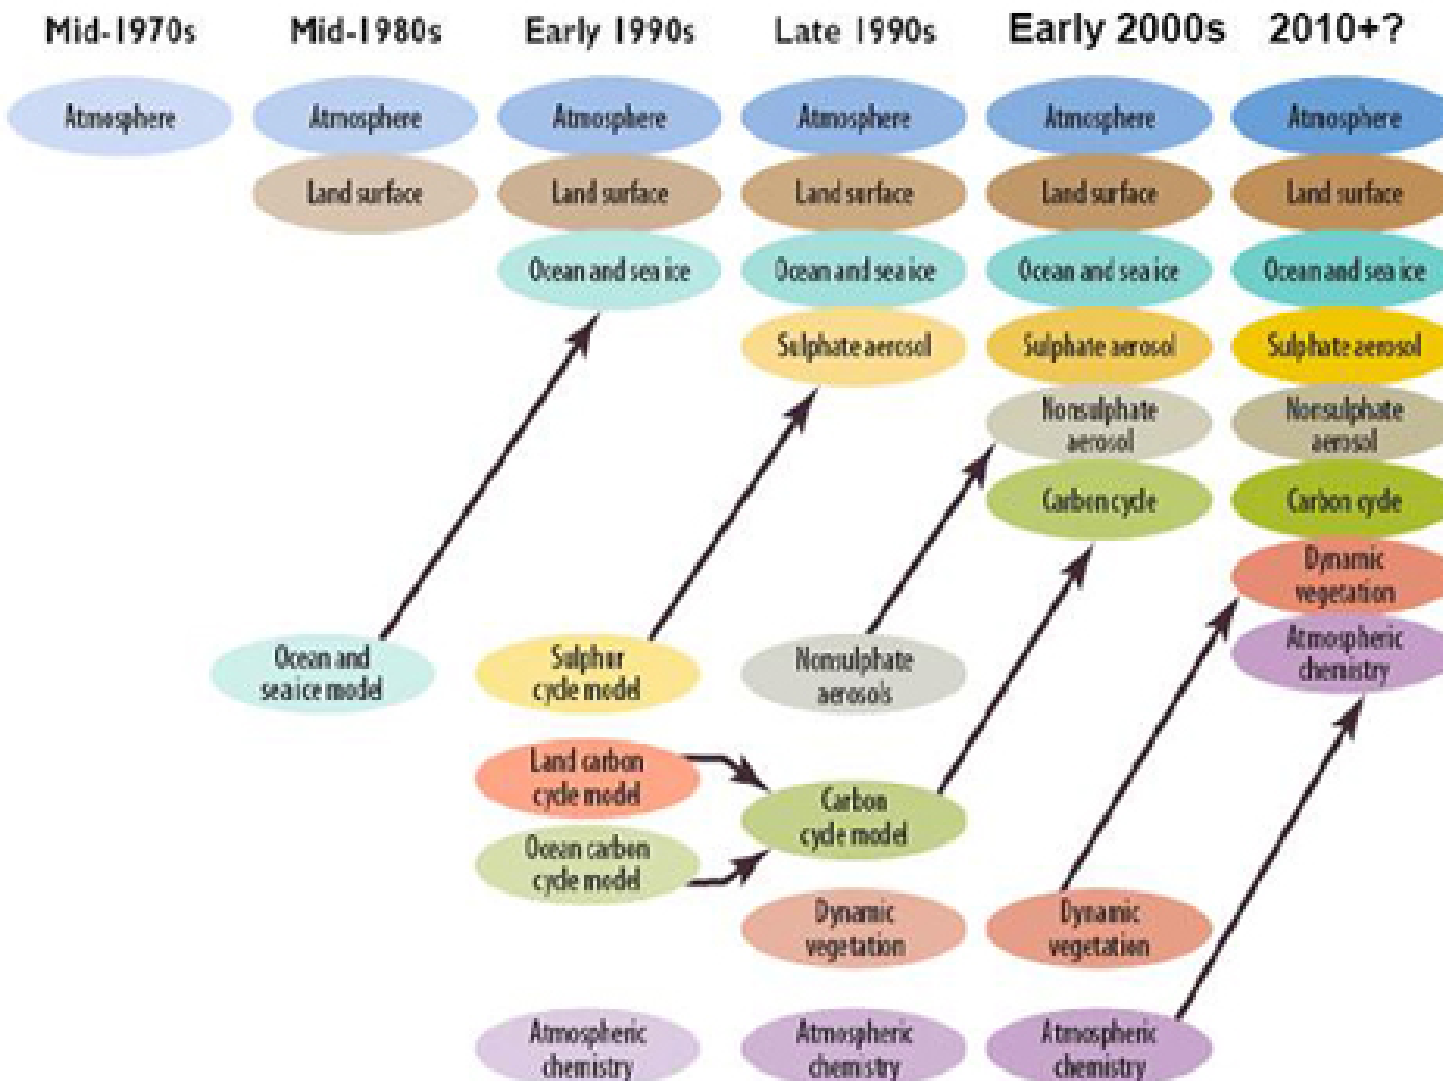 Mid-1970s Mid-1980s Early 1990s Late 1990s Early 2000s 2010+?
Atmosphere Atmosphere Atmosphere Atmosphere Atmosphere Atmosphere
Land surface Land surface Land surface Land surface Land surface
Ocean and sea ice Ocean and sea ice Ocean and sea ice Ocean and sea ice
Sulphate aerosol Sulphate aerosol Sulphate aerosol
Nonsulphate Nonsulphate
aerosol aerosol
Carbon cycle Carbon cycle
Dynamic
vegetation
Atmospheric
chemistry
Ocean and Sulphur Nonsulphate
sea ice model cycle model aerosols
Land carbon
cycle model
Carbon
cycle model
Ocean carbon
cycle model
Dynamic Dynamic
vegetation vegetation
Atmospheric Atmospheric Atmospheric
chemistry chemistry chemistry